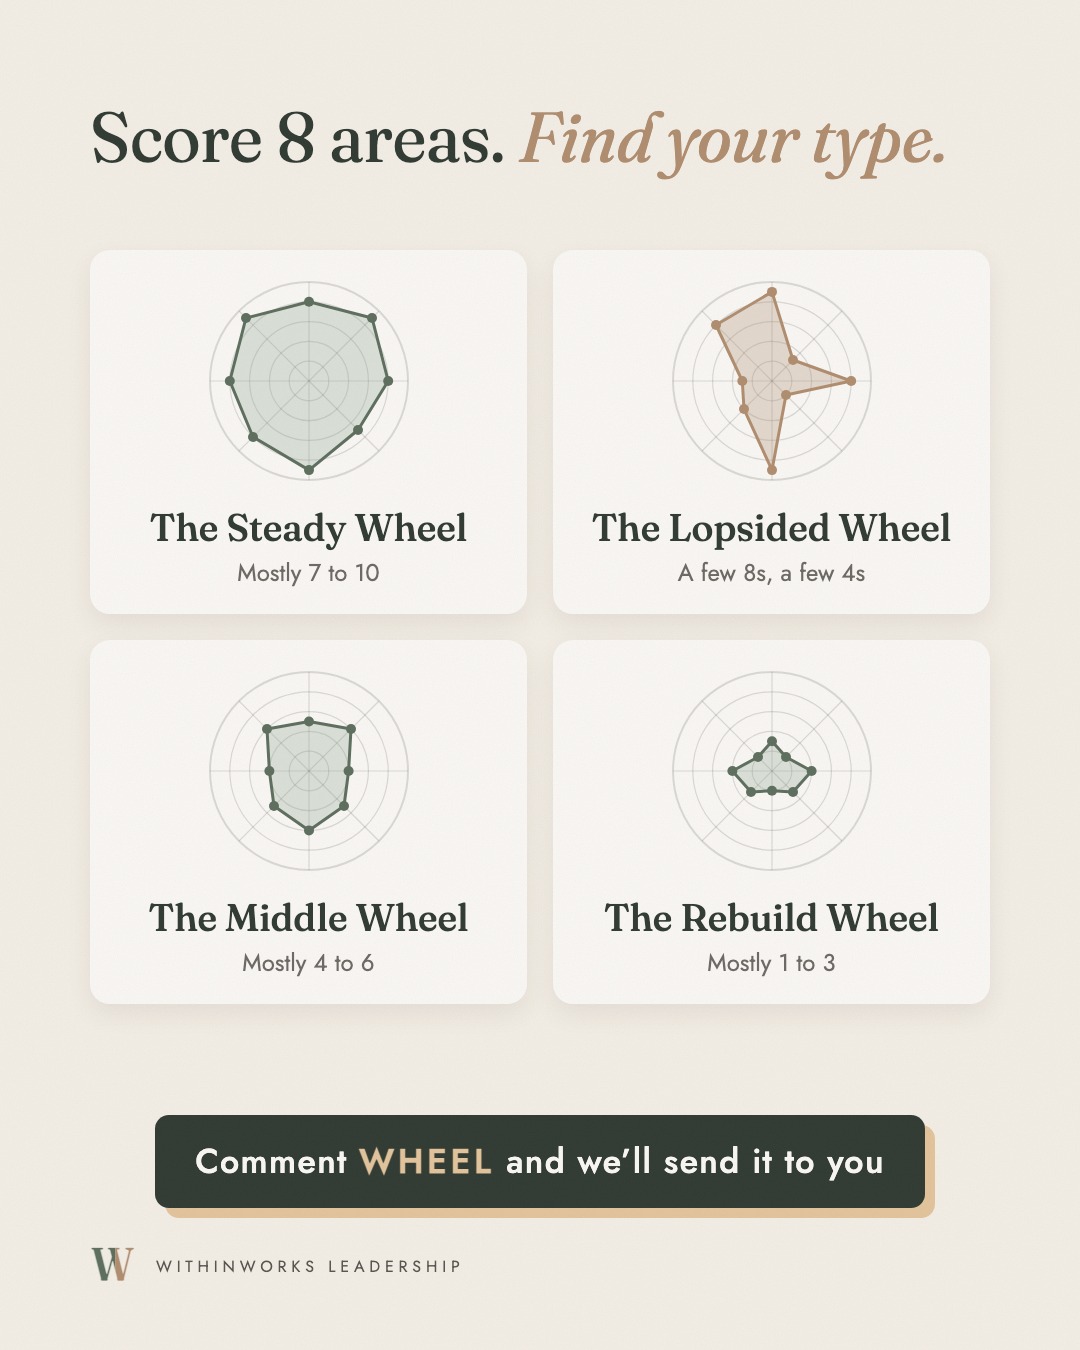 Score 8 areas. Find your type.
The Steady Wheel
Mostly 7 to 10
The Lopsided Wheel
A few 8s, a few 4s
The Middle Wheel
Mostly 4 to 6
The Rebuild Wheel
Mostly 1 to 3
Comment WHEEL and we’ll send it to you
W
WITHINWORKS LEADERSHIP